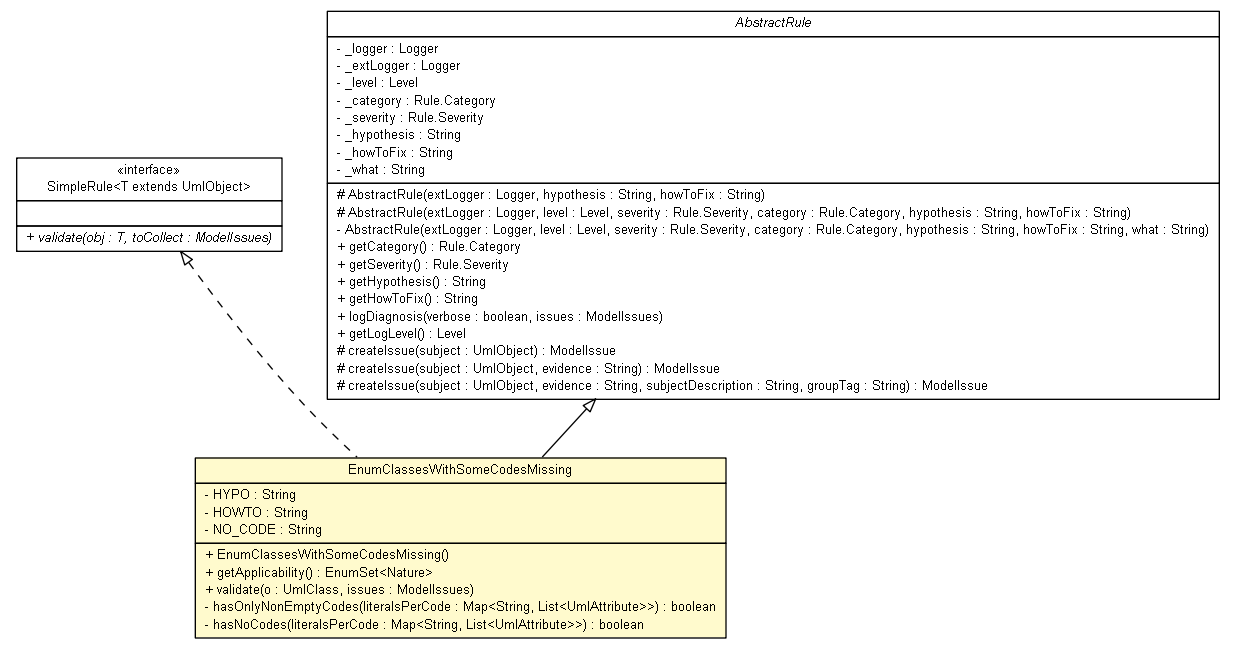 AbstractRule
- _logger : Logger
- _extLogger : Logger
- _level : Level
- _category : Rule.Category
- _severity : Rule.Severity
- _hypothesis : String
- _howToFix : String
- _what : String
# AbstractRule(extLogger : Logger, hypothesis : String, howToFix : String)
# AbstractRule(extLogger : Logger, level : Level, severity : Rule.Severity, category : Rule.Category, hypothesis : String, howToFix : String)
- AbstractRule(extLogger : Logger, level : Level, severity : Rule.Severity, category : Rule.Category, hypothesis : String, howToFix : String, what : String)
+ getCategory() : Rule.Category
+ getSeverity() : Rule.Severity
+ getHypothesis() : String
+ getHowToFix() : String
+ logDiagnosis(verbose : boolean, issues : ModelIssues)
+ getLogLevel() : Level
# createIssue(subject : UmlObject) : ModelIssue
# createIssue(subject : UmlObject, evidence : String) : ModelIssue
# createIssue(subject : UmlObject, evidence : String, subjectDescription : String, groupTag : String) : ModelIssue
«interface»
SimpleRule<T extends UmlObject>
+ validate(obj : T, toCollect : ModelIssues)
EnumClassesWithSomeCodesMissing
- HYPO : String
- HOWTO : String
- NO_CODE : String
+ EnumClassesWithSomeCodesMissing()
+ getApplicability() : EnumSet<Nature>
+ validate(o : UmlClass, issues : ModelIssues)
- hasOnlyNonEmptyCodes(literalsPerCode : Map<String, List<UmlAttribute>>) : boolean
- hasNoCodes(literalsPerCode : Map<String, List<UmlAttribute>>) : boolean